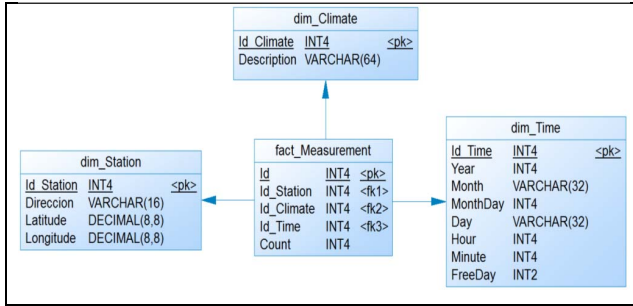 dim_Climate
Id_Climate INT4 <pk>
Description VARCHAR(64)
dim_Station
Id_Station INT4 <pk>
Direccion VARCHAR(16)
Latitude DECIMAL(8,8)
Longitude DECIMAL(8,8)
fact_Measurement
Id INT4 <pk>
Id_Station INT4 <fk1>
Id_Climate INT4 <fk2>
Id_Time INT4 <fk3>
Count INT4
dim_Time
Id_Time INT4 <pk>
Year INT4
Month VARCHAR(32)
MonthDay INT4
Day VARCHAR(32)
Hour INT4
Minute INT4
FreeDay INT2